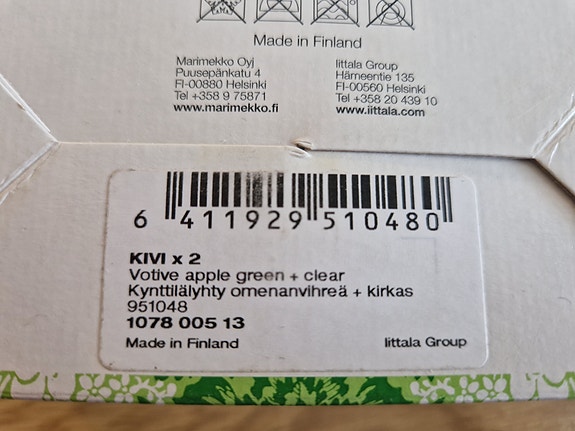 Made in Finland
Marimekko Oyj
Puusepänkatu 4
FI-00880 Helsinki
Tel +358 9 75871
www.marimekko.fi
Iittala Group
Hämeentie 135
FI-00560 Helsinki
Tel +358 20 439 10
www.iittala.com
6 411929 510480
KIVI x 2
Votive apple green + clear
Kynttilälyhty omenanvihreä + kirkas
951048
1078 005 13
Made in Finland
Iittala Group